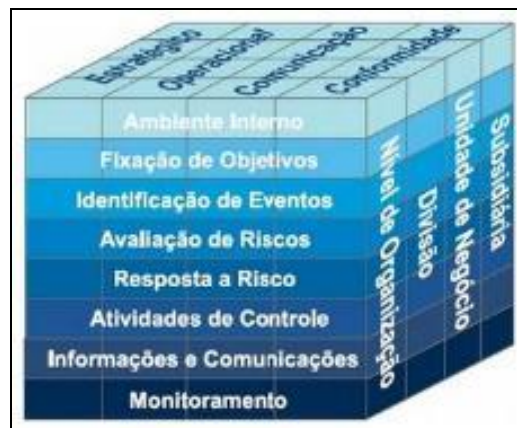 Estratégico
Operacional
Comunicação
Conformidade
Ambiente Interno
Fixação de Objetivos
Identificação de Eventos
Avaliação de Riscos
Resposta a Risco
Atividades de Controle
Informações e Comunicações
Monitoramento
Nível de Organização
Divisão
Unidade de Negócio
Subsidiária